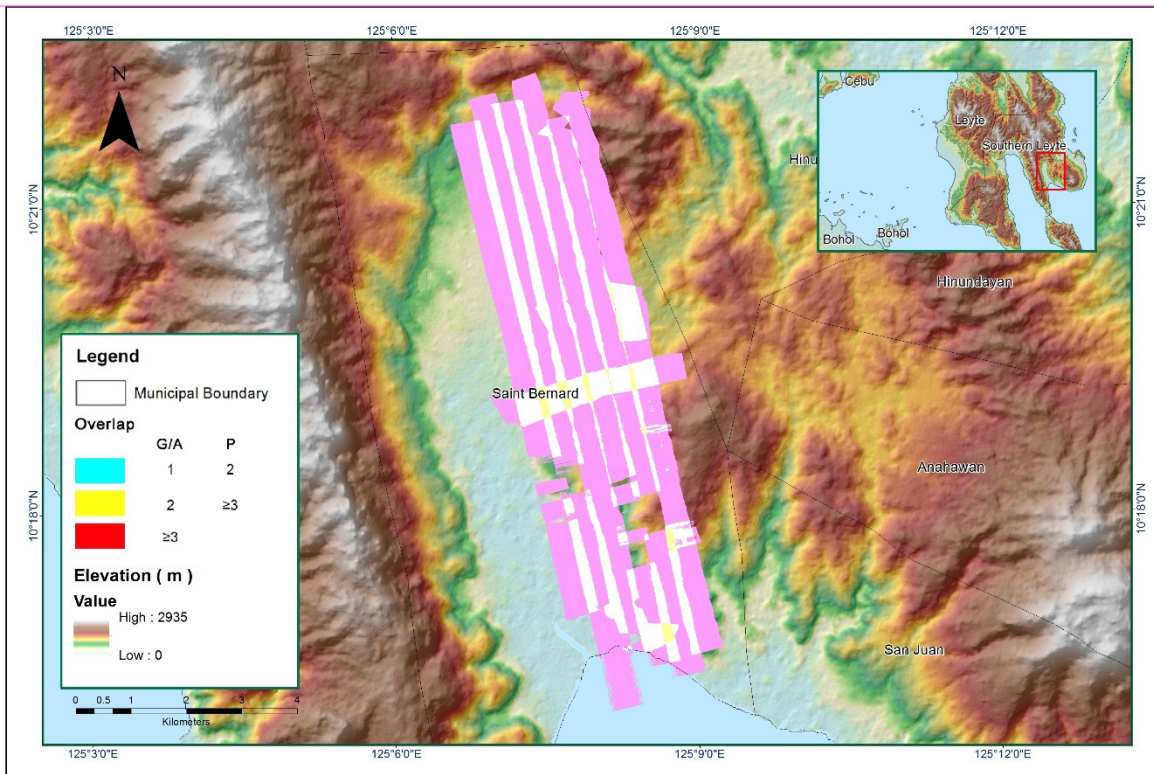 125°3'0"E 125°6'0"E 125°9'0"E 125°12'0"E
N
Cebu
Leyte
Southern Leyte
Bohol Bohol
10°21'0"N 10°21'0"N
Hinu
Hinundayan
Saint Bernard
Anahawan
10°18'0"N 10°18'0"N
San Juan
Legend
Municipal Boundary
Overlap
G/A P
1 2
2 ≥3
≥3
Elevation ( m )
Value
High : 2935
Low : 0
0 0.5 1 2 3 4
Kilometers
125°3'0"E 125°6'0"E 125°9'0"E 125°12'0"E